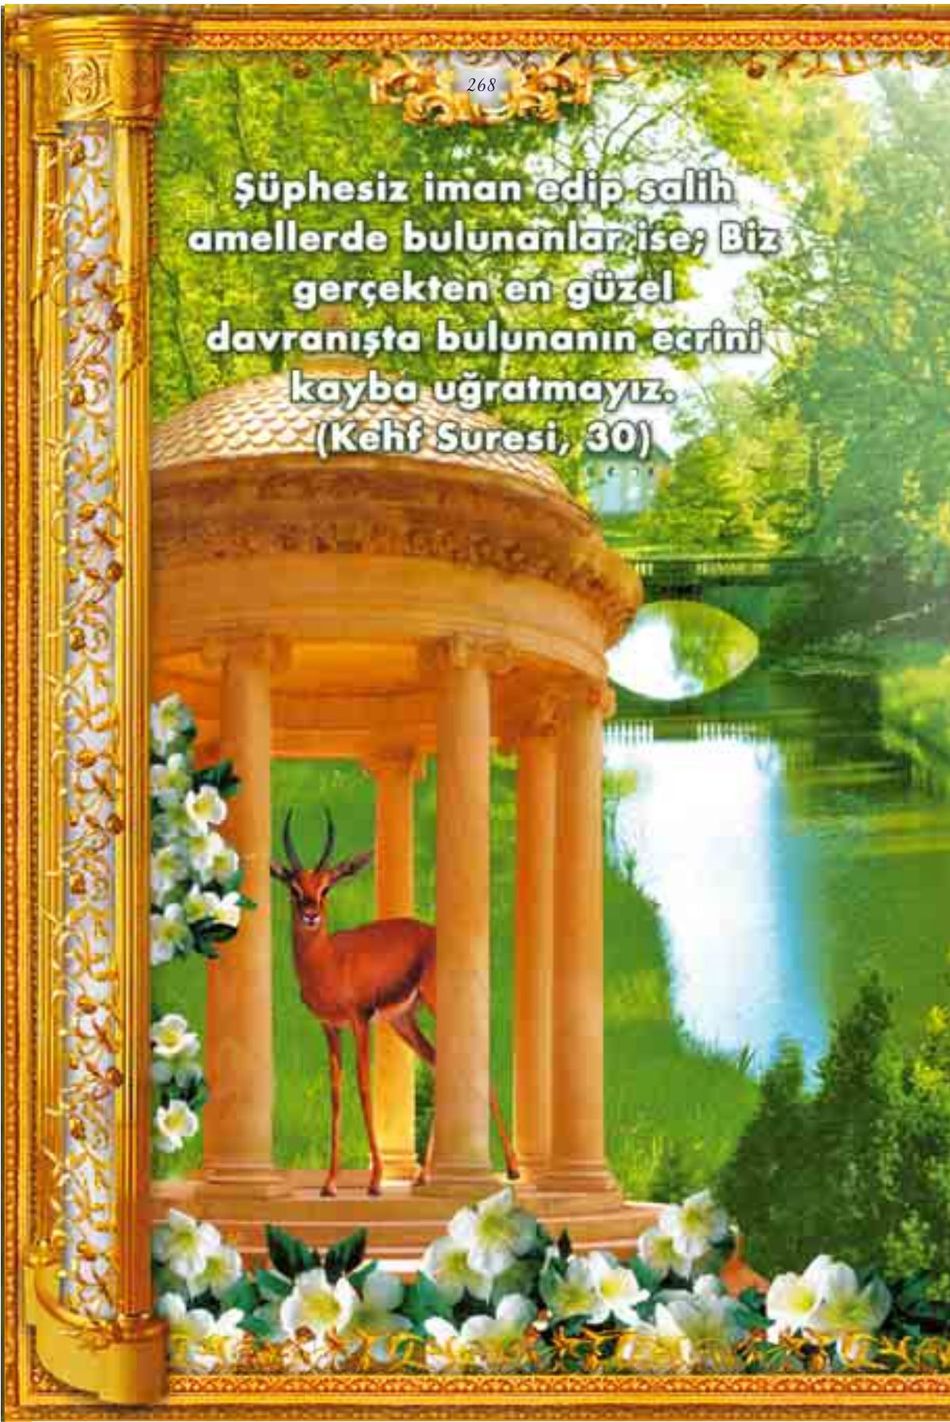 268
Şüphesiz iman edip salih
amellerde bulunanlar ise; Biz
gerçekten en güzel
davranışta bulunanın ecrini
kayba uğratmayız.
(Kehf Suresi, 30)